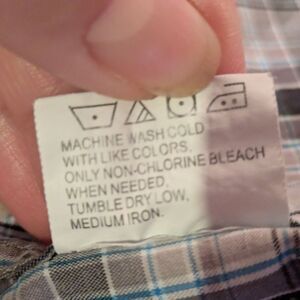 MACHINE WASH COLD
WITH LIKE COLORS.
ONLY NON-CHLORINE BLEACH
WHEN NEEDED.
TUMBLE DRY LOW,
MEDIUM IRON.